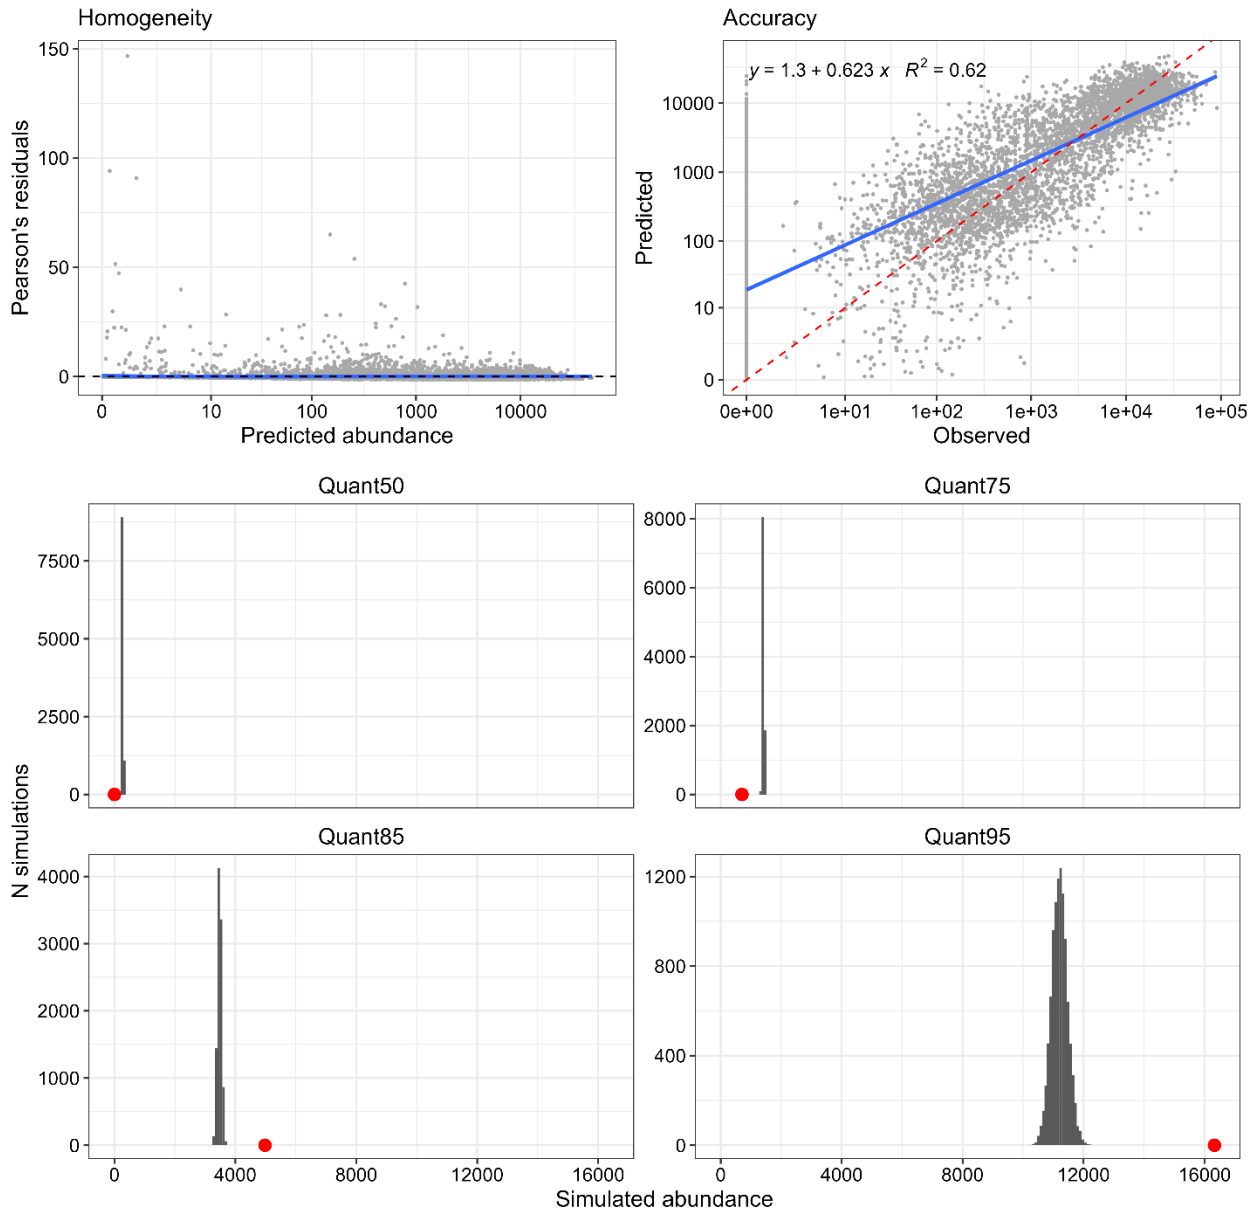 Homogeneity
150
100
50
0
Pearson's residuals
0
10
100
1000
10000
Predicted abundance
Accuracy
y = 1.3 + 0.623 x R² = 0.62
10000
1000
100
10
0
Predicted
0e+00
1e+01
1e+02
1e+03
1e+04
1e+05
Observed
Quant50
7500
5000
2500
0
Quant75
8000
6000
4000
2000
0
N simulations
Quant85
4000
3000
2000
1000
0
0
4000
8000
12000
16000
Quant95
1200
800
400
0
0
4000
8000
12000
16000
Simulated abundance